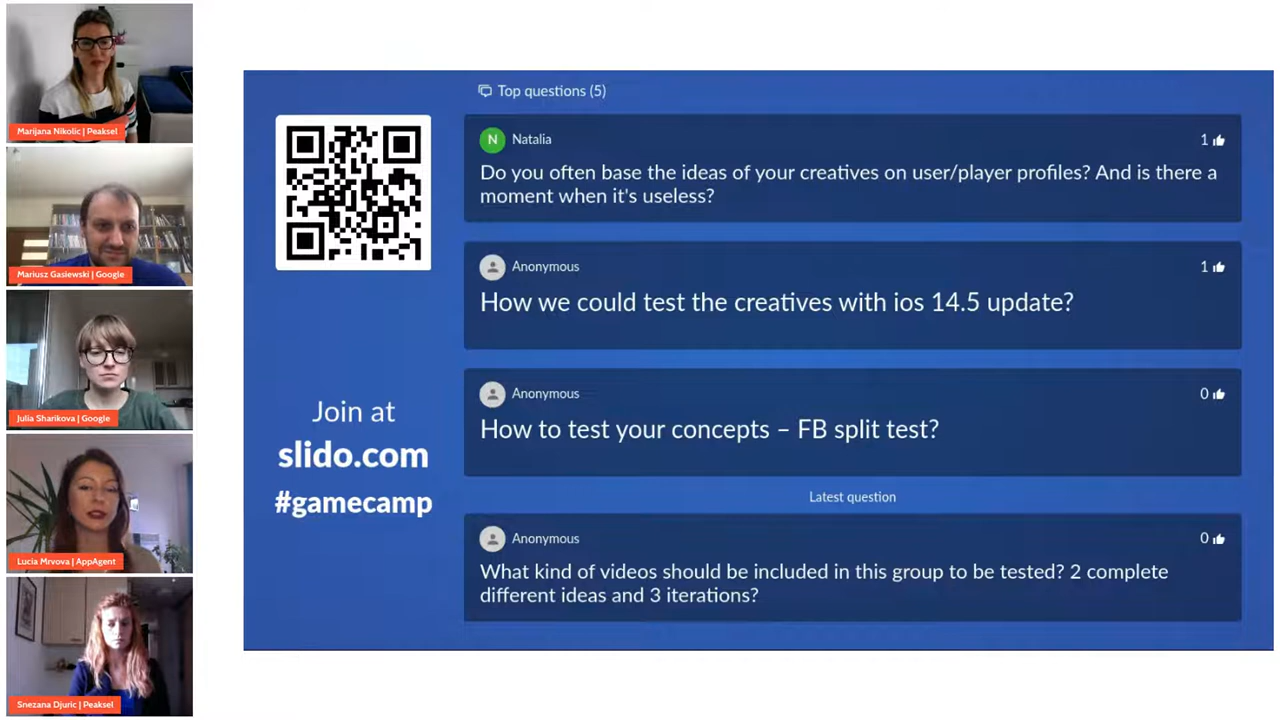 Marijana Nikolic | Peaksel
Mariusz Gasiewski | Google
Julia Sharikova | Google
Lucia Mrvova | AppAgent
Snezana Djuric | Peaksel
Join at
slido.com
#gamecamp
Top questions (5)
N Natalia 1
Do you often base the ideas of your creatives on user/player profiles? And is there a
moment when it's useless?
Anonymous 1
How we could test the creatives with ios 14.5 update?
Anonymous 0
How to test your concepts – FB split test?
Latest question
Anonymous 0
What kind of videos should be included in this group to be tested? 2 complete
different ideas and 3 iterations?